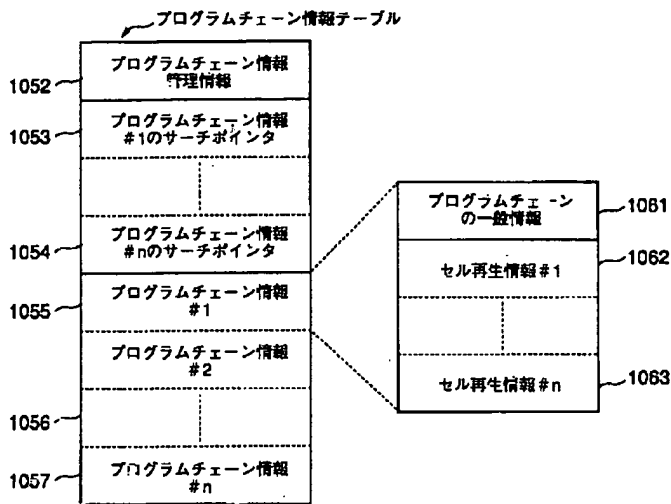 プログラムチェーン情報テーブル
プログラムチェーン情報
管理情報
1052
プログラムチェーン情報
#1のサーチポインタ
1053
プログラムチェーン情報
#nのサーチポインタ
1054
プログラムチェーン情報
#1
1055
プログラムチェーン情報
#2
1056
プログラムチェーン情報
#n
1057
プログラムチェーン
の一般情報
1061
セル再生情報#1
1062
セル再生情報#n
1063